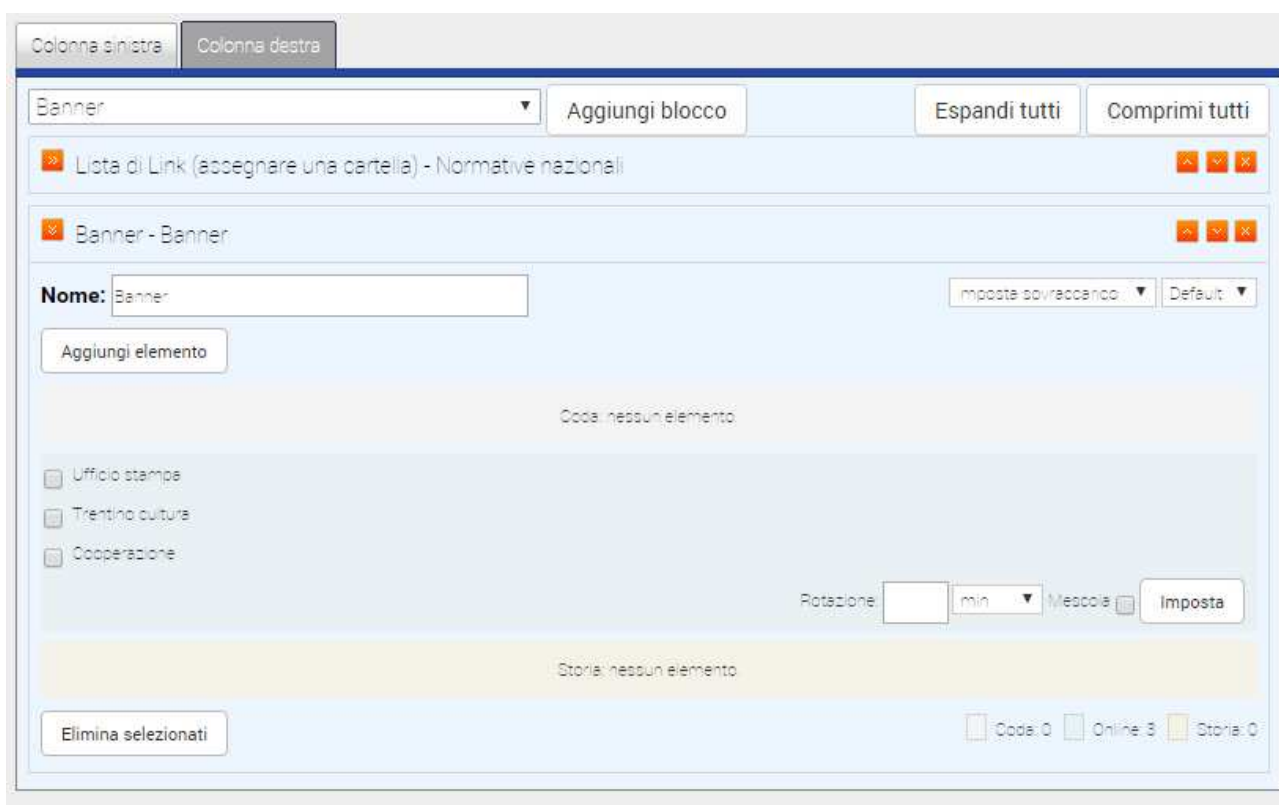 Colonna sinistra Colonna destra
Banner Aggiungi blocco Espandi tutti Comprimi tutti
Lista di Link (assegnare una cartella) - Normative nazionali
Banner - Banner
Nome: Banner Imposta sovraccarico Default
Aggiungi elemento
Coda: nessun elemento
Ufficio stampa
Trentino cultura
Cooperazione
Rotazione: min Mescola Imposta
Storia: nessun elemento
Elimina selezionati Coda: 0 Online: 3 Storia: 0